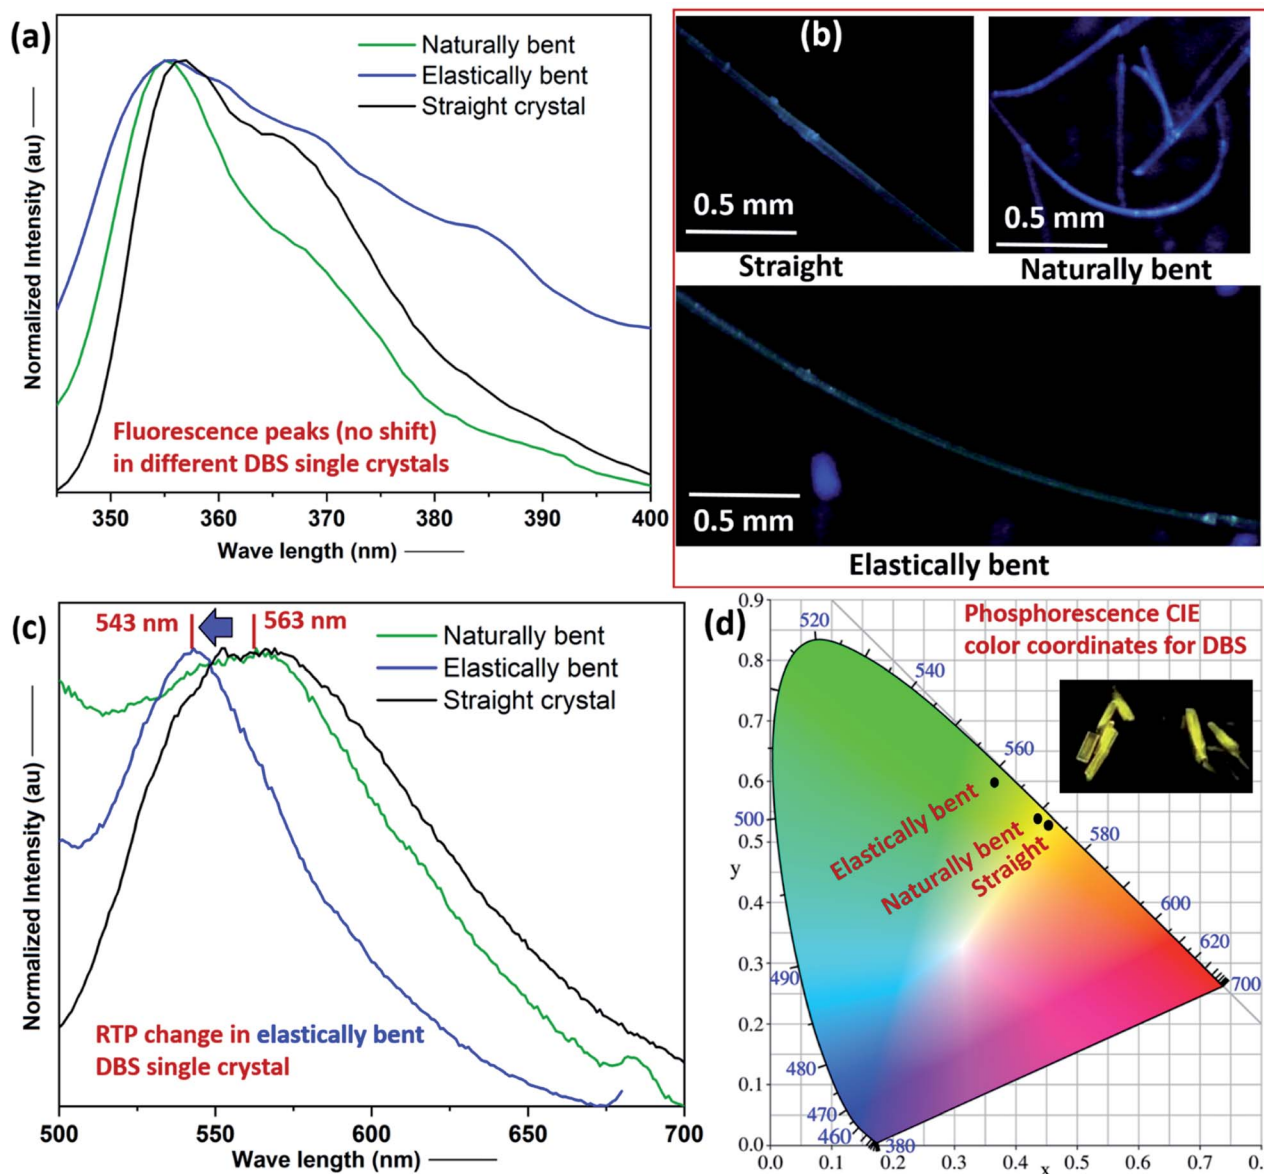 (a)
Naturally bent
Elastically bent
Straight crystal
Normalized Intensity (au)
Fluorescence peaks (no shift)
in different DBS single crystals
350 360 370 380 390 400
Wave length (nm)
(b)
0.5 mm
Straight
0.5 mm
Naturally bent
0.5 mm
Elastically bent
(c)
543 nm
563 nm
Naturally bent
Elastically bent
Straight crystal
Normalized Intensity (au)
RTP change in elastically bent
DBS single crystal
500 550 600 650 700
Wave length (nm)
(d)
Phosphorescence CIE
color coordinates for DBS
0.9
0.8
0.7
0.6
0.5
y
0.4
0.3
0.2
0.1
0.0
520
540
560
500
580
600
620
490
700
480
470
460
380
Elastically bent
Naturally bent
Straight
0.0 0.1 0.2 0.3 0.4 0.5 0.6 0.7
x